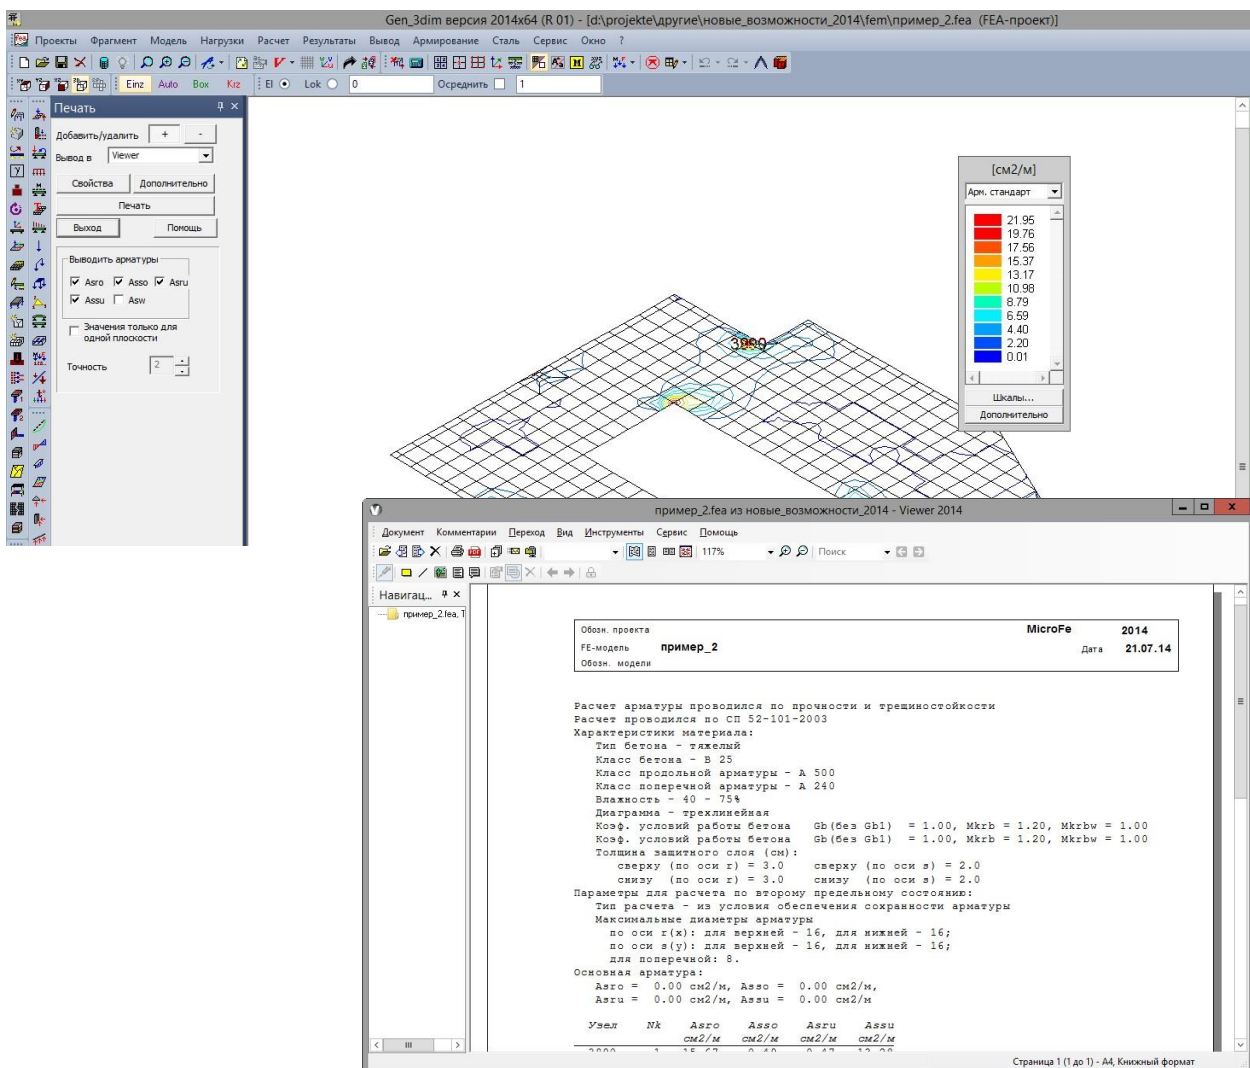 Gen_3dim версия 2014x64 (R 01) - [d:\projekte\другие\новые_возможности_2014\fem\пример_2.fea (FEA-проект)]
Проекты Фрагмент Модель Нагрузки Расчет Результаты Вывод Армирование Сталь Сервис Окно ?
Einz Auto Box Kız El Lok 0 Осреднить 1
Печать
Добавить/удалить + -
Вывод в Viewer
Свойства Дополнительно
Печать
Выход Помощь
Выводить арматуры
Asro Asso Asru
Assu Asw
Значения только для
одной плоскости
Точность 2
[см2/м]
Арм. стандарт
21.95
19.76
17.56
15.37
13.17
10.98
8.79
6.59
4.40
2.20
0.01
Шкалы...
Дополнительно
пример_2.fea из новые_возможности_2014 - Viewer 2014
Документ Комментарии Переход Вид Инструменты Сервис Помощь
117% Поиск
Навигац...
пример_2.fea, T
Обозн. проекта MicroFe 2014
FE-модель пример_2 Дата 21.07.14
Обозн. модели
Расчет арматуры проводился по прочности и трещиностойкости
Расчет проводился по СП 52-101-2003
Характеристики материала:
Тип бетона - тяжелый
Класс бетона - B 25
Класс продольной арматуры - A 500
Класс поперечной арматуры - A 240
Влажность - 40 - 75%
Диаграмма - трехлинейная
Коэф. условий работы бетона Gb(без Gb1) = 1.00, Mkrb = 1.20, Mkrbw = 1.00
Коэф. условий работы бетона Gb(без Gb1) = 1.00, Mkrb = 1.20, Mkrbw = 1.00
Толщина защитного слоя (см):
сверху (по оси r) = 3.0 сверху (по оси s) = 2.0
снизу (по оси r) = 3.0 снизу (по оси s) = 2.0
Параметры для расчета по второму предельному состоянию:
Тип расчета - из условия обеспечения сохранности арматуры
Максимальные диаметры арматуры
по оси r(x): для верхней - 16, для нижней - 16;
по оси s(y): для верхней - 16, для нижней - 16;
для поперечной: 8.
Основная арматура:
Asro = 0.00 см2/м, Asso = 0.00 см2/м,
Asru = 0.00 см2/м, Assu = 0.00 см2/м
Узел Nk Asro Asso Asru Assu
см2/м см2/м см2/м см2/м
Страница 1 (1 до 1) - A4, Книжный формат